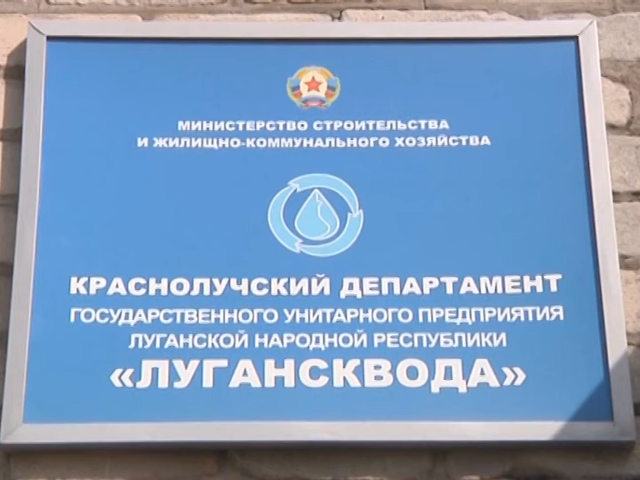 МИНИСТЕРСТВО СТРОИТЕЛЬСТВА
И ЖИЛИЩНО-КОММУНАЛЬНОГО ХОЗЯЙСТВА
КРАСНОЛУЧСКИЙ ДЕПАРТАМЕНТ
ГОСУДАРСТВЕННОГО УНИТАРНОГО ПРЕДПРИЯТИЯ
ЛУГАНСКОЙ НАРОДНОЙ РЕСПУБЛИКИ
«ЛУГАНСКВОДА»